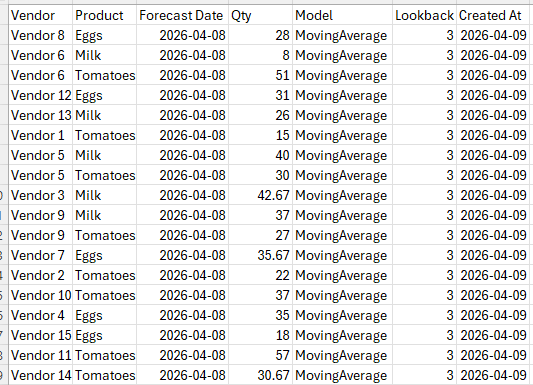 Vendor Product Forecast Date Qty Model Lookback Created At
Vendor 8 Eggs 2026-04-08 28 MovingAverage 3 2026-04-09
Vendor 6 Milk 2026-04-08 8 MovingAverage 3 2026-04-09
Vendor 6 Tomatoes 2026-04-08 51 MovingAverage 3 2026-04-09
Vendor 12 Eggs 2026-04-08 31 MovingAverage 3 2026-04-09
Vendor 13 Milk 2026-04-08 26 MovingAverage 3 2026-04-09
Vendor 1 Tomatoes 2026-04-08 15 MovingAverage 3 2026-04-09
Vendor 5 Milk 2026-04-08 40 MovingAverage 3 2026-04-09
Vendor 5 Tomatoes 2026-04-08 30 MovingAverage 3 2026-04-09
Vendor 3 Milk 2026-04-08 42.67 MovingAverage 3 2026-04-09
Vendor 9 Milk 2026-04-08 37 MovingAverage 3 2026-04-09
Vendor 9 Tomatoes 2026-04-08 27 MovingAverage 3 2026-04-09
Vendor 7 Eggs 2026-04-08 35.67 MovingAverage 3 2026-04-09
Vendor 2 Tomatoes 2026-04-08 22 MovingAverage 3 2026-04-09
Vendor 10 Tomatoes 2026-04-08 37 MovingAverage 3 2026-04-09
Vendor 4 Eggs 2026-04-08 35 MovingAverage 3 2026-04-09
Vendor 15 Eggs 2026-04-08 18 MovingAverage 3 2026-04-09
Vendor 11 Tomatoes 2026-04-08 57 MovingAverage 3 2026-04-09
Vendor 14 Tomatoes 2026-04-08 30.67 MovingAverage 3 2026-04-09